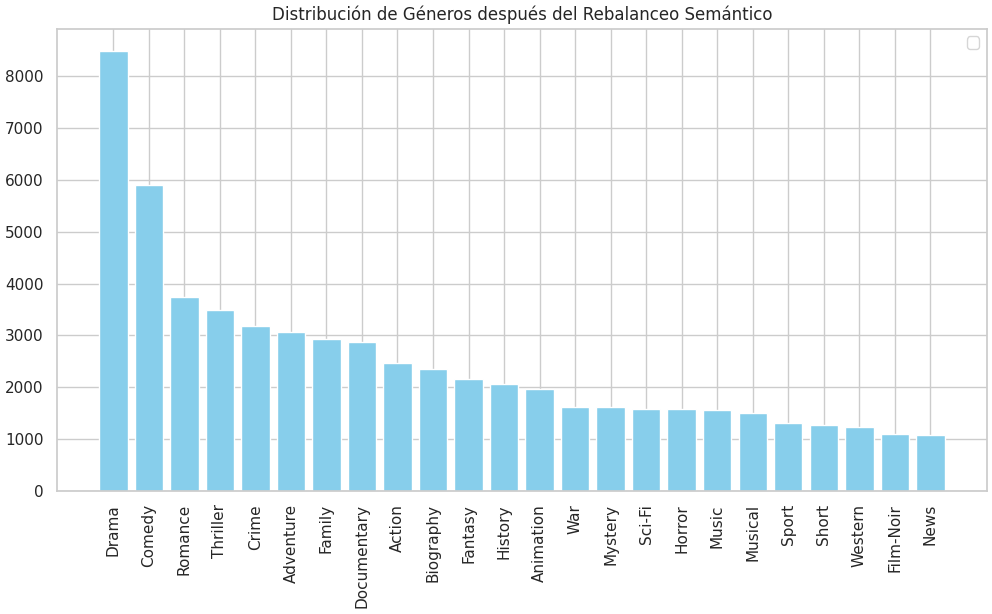 Distribución de Géneros después del Rebalanceo Semántico
8000
7000
6000
5000
4000
3000
2000
1000
0
Drama
Comedy
Romance
Thriller
Crime
Adventure
Family
Documentary
Action
Biography
Fantasy
History
Animation
War
Mystery
Sci-Fi
Horror
Music
Musical
Sport
Short
Western
Film-Noir
News